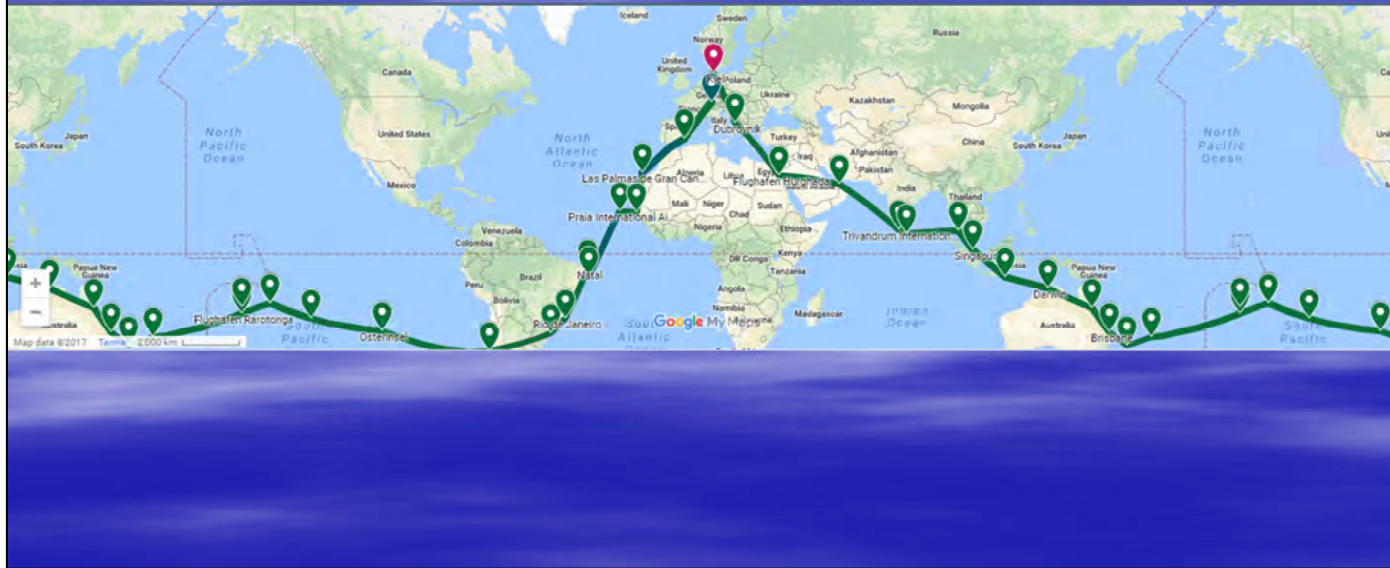 Iceland
Sweden
Norway
Russia
United
Kingdom
Canada
Kiel
Poland
Ukraine
Kazakhstan
Mongolia
Italy
Dubrovnik
Turkey
North
Pacific
Ocean
United States
North
Atlantic
Ocean
Japan
South Korea
China
Japan
South Korea
North
Pacific
Ocean
Iraq
Afghanistan
Pakistan
Mexico
Las Palmas de Gran Can...
Algeria
Libya
Flughafen Hurghada
India
Thailand
Mali
Niger
Chad
Sudan
Praia International Ai
Nigeria
Ethiopia
Venezuela
Colombia
Trivandrum Internation
Kenya
DR Congo
Tanzania
Singapur
Natal
Brazil
Peru
Bolivia
Papua New
Guinea
Papua New
Guinea
Angola
Namibia
Madagascar
Indian
Ocean
Darwin
Australia
Flughafen Rarotonga
South
Pacific
Osterinsel
Rio de Janeiro
South
Atlantic
Ocean
Google My Maps
Brisbane
South
Pacific
Map data ©2017
Terms
2,000 km